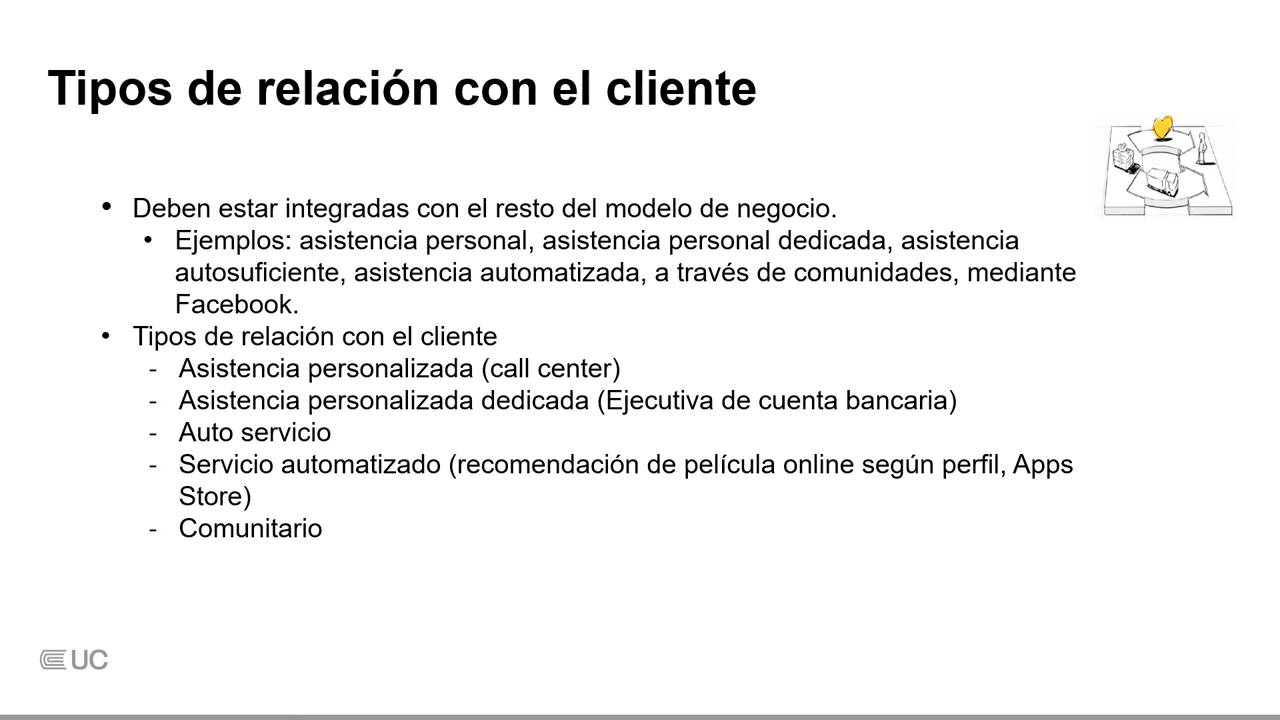 Tipos de relación con el cliente
• Deben estar integradas con el resto del modelo de negocio.
• Ejemplos: asistencia personal, asistencia personal dedicada, asistencia
autosuficiente, asistencia automatizada, a través de comunidades, mediante
Facebook.
• Tipos de relación con el cliente
- Asistencia personalizada (call center)
- Asistencia personalizada dedicada (Ejecutiva de cuenta bancaria)
- Auto servicio
- Servicio automatizado (recomendación de película online según perfil, Apps
Store)
- Comunitario
UC